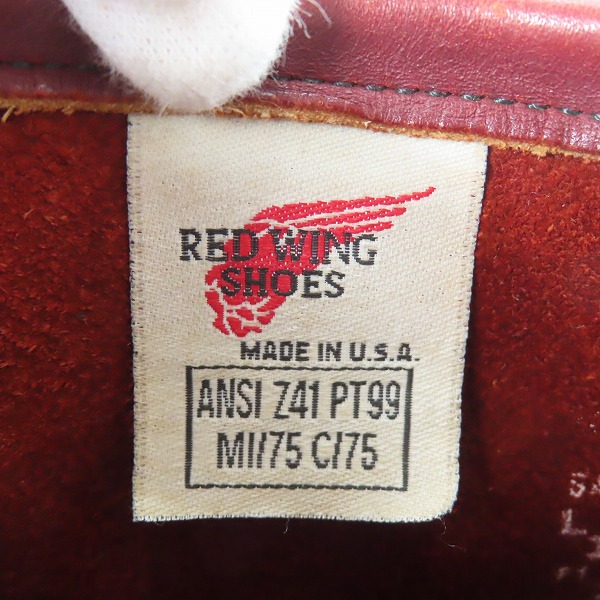 RED WING
SHOES
MADE IN U.S.A.
ANSI Z41 PT99
MI/75 C/75